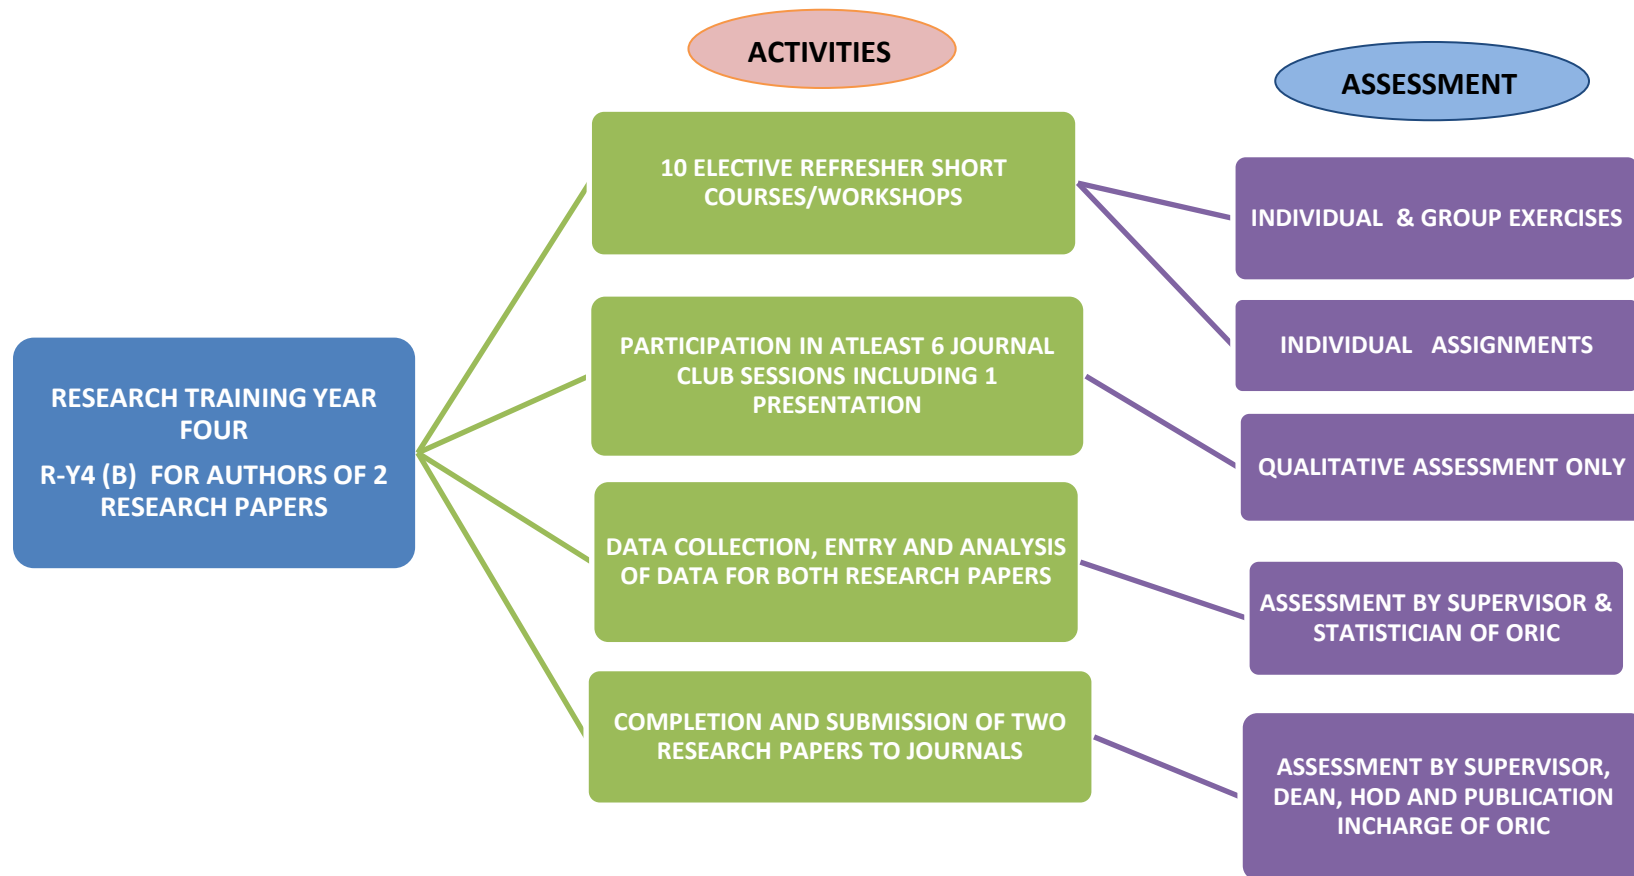 ACTIVITIES
ASSESSMENT
RESEARCH TRAINING YEAR
FOUR
R-Y4 (B) FOR AUTHORS OF 2
RESEARCH PAPERS
10 ELECTIVE REFRESHER SHORT
COURSES/WORKSHOPS
INDIVIDUAL & GROUP EXERCISES
INDIVIDUAL ASSIGNMENTS
PARTICIPATION IN ATLEAST 6 JOURNAL
CLUB SESSIONS INCLUDING 1
PRESENTATION
QUALITATIVE ASSESSMENT ONLY
DATA COLLECTION, ENTRY AND ANALYSIS
OF DATA FOR BOTH RESEARCH PAPERS
ASSESSMENT BY SUPERVISOR &
STATISTICIAN OF ORIC
COMPLETION AND SUBMISSION OF TWO
RESEARCH PAPERS TO JOURNALS
ASSESSMENT BY SUPERVISOR,
DEAN, HOD AND PUBLICATION
INCHARGE OF ORIC